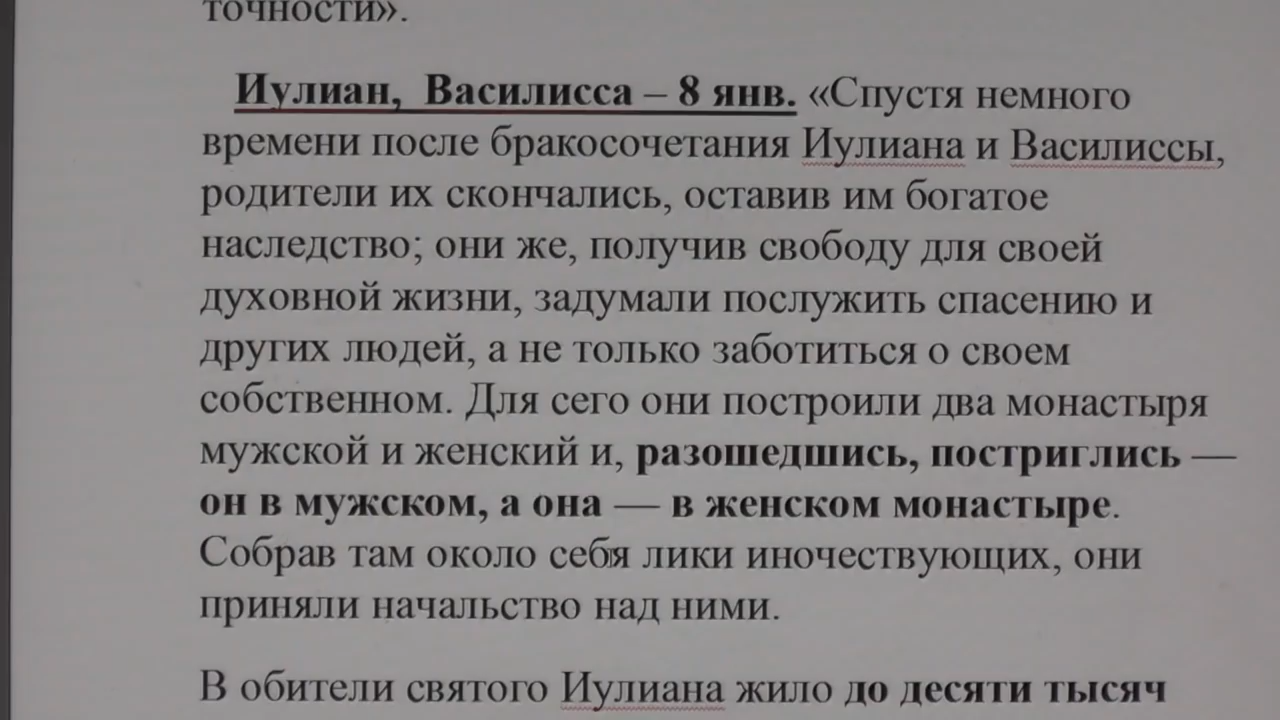 точности».
Иулиан, Василисса – 8 янв. «Спустя немного
времени после бракосочетания Иулиана и Василиссы,
родители их скончались, оставив им богатое
наследство; они же, получив свободу для своей
духовной жизни, задумали послужить спасению и
других людей, а не только заботиться о своем
собственном. Для сего они построили два монастыря
мужской и женский и, разошедшись, постриглись —
он в мужском, а она — в женском монастыре.
Собрав там около себя лики иночествующих, они
приняли начальство над ними.
В обители святого Иулиана жило до десяти тысяч